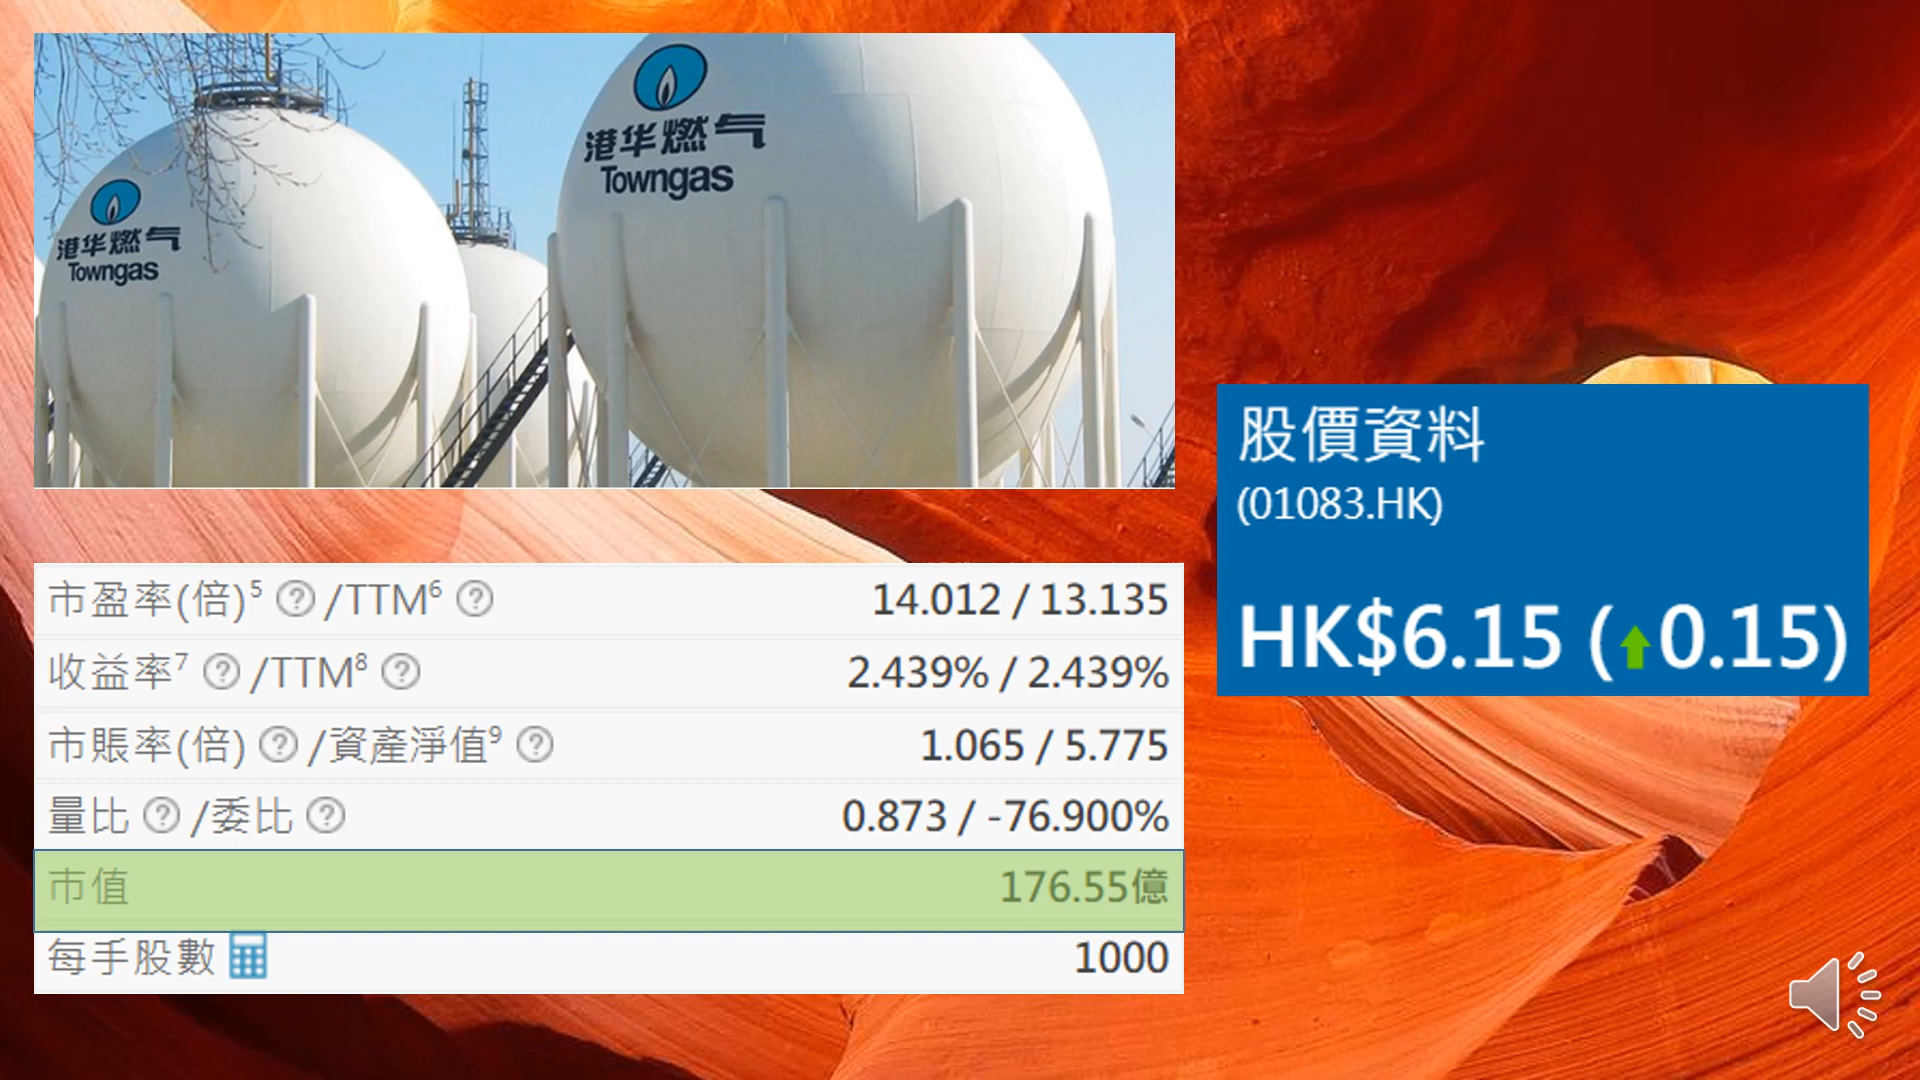 港华燃气
Towngas
港华燃气
Towngas
股價資料
(01083.HK)
HK$6.15 (↑0.15)
市盈率(倍)⁵ ? /TTM⁶ ? 14.012 / 13.135
收益率⁷ ? /TTM⁸ ? 2.439% / 2.439%
市賬率(倍) ? /資產淨值⁹ ? 1.065 / 5.775
量比 ? /委比 ? 0.873 / -76.900%
市值 176.55億
每手股數 1000